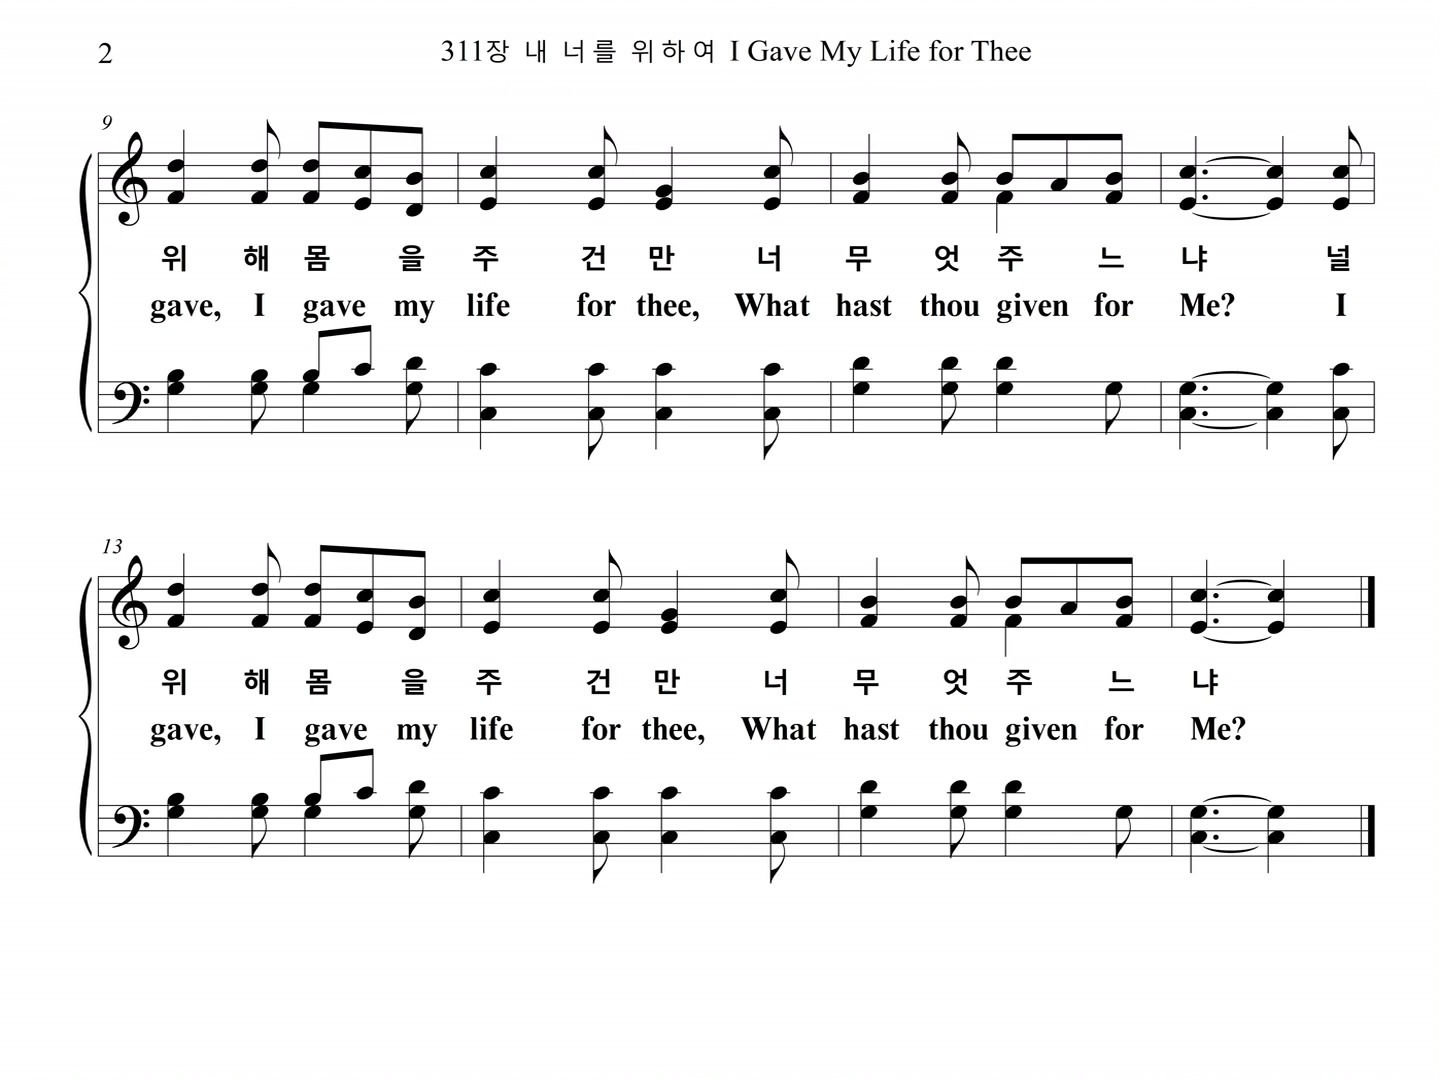 2
311장 내 너를 위하여 I Gave My Life for Thee
9
위 해 몸 을 주 건 만 너 무 엇 주 느 냐 널
gave, I gave my life for thee, What hast thou given for Me? I
13
위 해 몸 을 주 건 만 너 무 엇 주 느 냐
gave, I gave my life for thee, What hast thou given for Me?